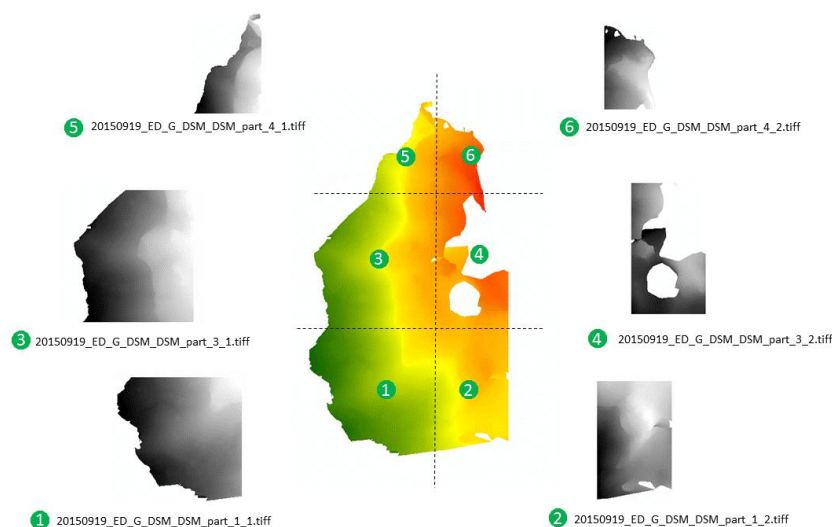 5 20150919_ED_G_DSM_DSM_part_4_1.tiff
6 20150919_ED_G_DSM_DSM_part_4_2.tiff
5
6
3
4
3 20150919_ED_G_DSM_DSM_part_3_1.tiff
4 20150919_ED_G_DSM_DSM_part_3_2.tiff
1
2
1 20150919_ED_G_DSM_DSM_part_1_1.tiff
2 20150919_ED_G_DSM_DSM_part_1_2.tiff